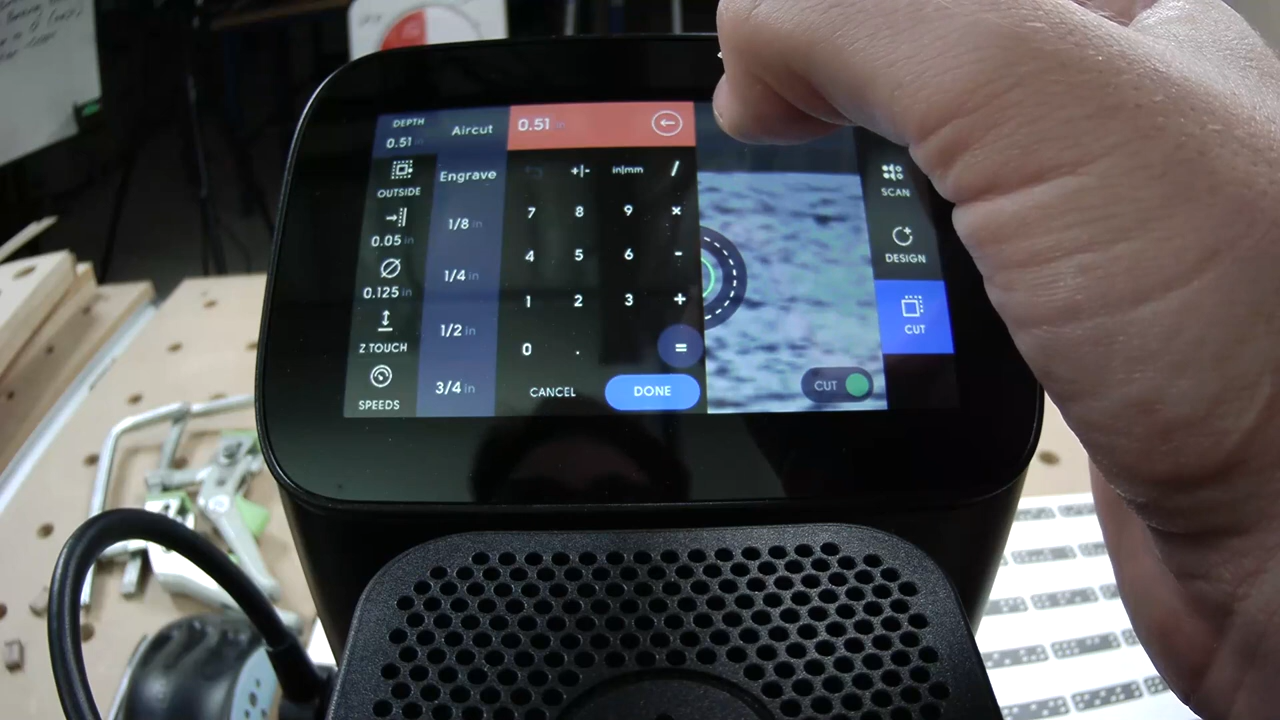 DEPTH
0.51 in
OUTSIDE
0.05 in
0.125 in
Z TOUCH
SPEEDS
Aircut
Engrave
1/8 in
1/4 in
1/2 in
3/4 in
0.51 in
+|- in|mm /
7 8 9 ×
4 5 6 -
1 2 3 +
0 . =
CANCEL DONE
CUT
SCAN
DESIGN
CUT